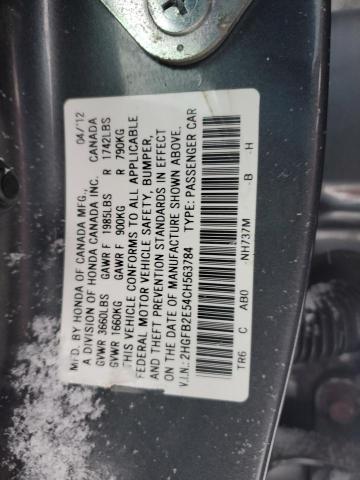 MFD. BY HONDA OF CANADA MFG., 04/'12
A DIVISION OF HONDA CANADA INC. CANADA
GVWR 3660LBS GAWR F 1985LBS R 1742LBS
GVWR 1660KG GAWR F 900KG R 790KG
THIS VEHICLE CONFORMS TO ALL APPLICABLE
FEDERAL MOTOR VEHICLE SAFETY, BUMPER,
AND THEFT PREVENTION STANDARDS IN EFFECT
ON THE DATE OF MANUFACTURE SHOWN ABOVE.
V.I.N.: 2HGFB2E54CH563784 TYPE: PASSENGER CAR
TR6 C AB0 -NH737M -B -H